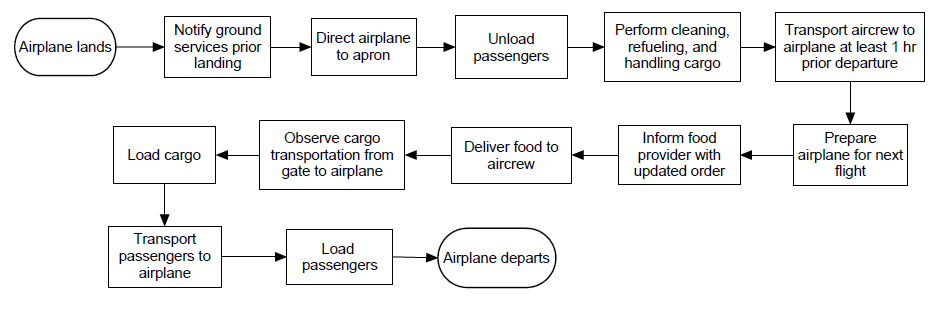 Airplane lands
Notify ground
services prior
landing
Direct airplane
to apron
Unload
passengers
Perform cleaning,
refueling, and
handling cargo
Transport aircrew to
airplane at least 1 hr
prior departure
Prepare
airplane for next
flight
Inform food
provider with
updated order
Deliver food to
aircrew
Observe cargo
transportation from
gate to airplane
Load cargo
Transport
passengers to
airplane
Load
passengers
Airplane departs